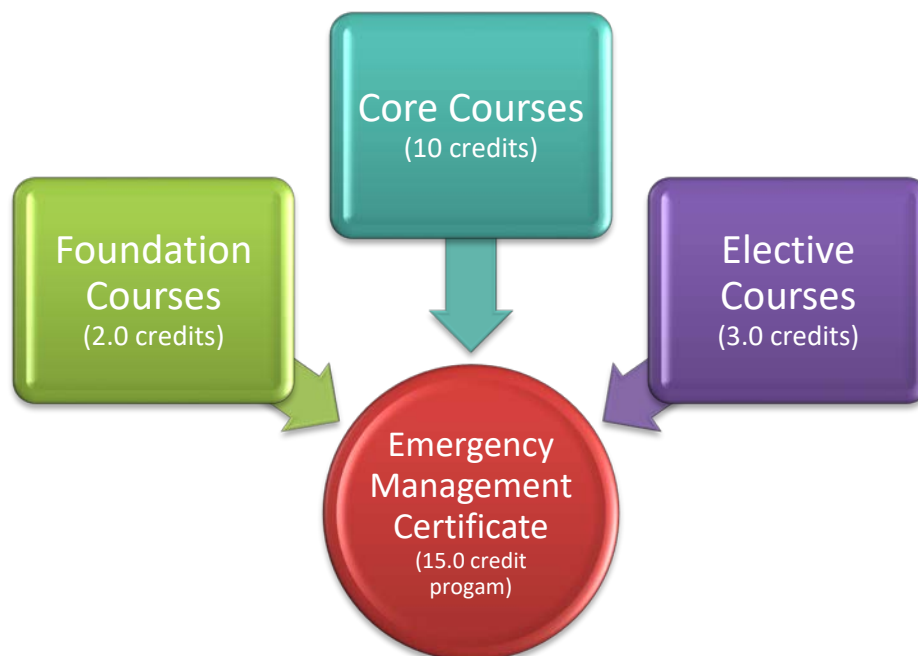 Core Courses
(10 credits)
Foundation
Courses
(2.0 credits)
Elective
Courses
(3.0 credits)
Emergency
Management
Certificate
(15.0 credit
progam)